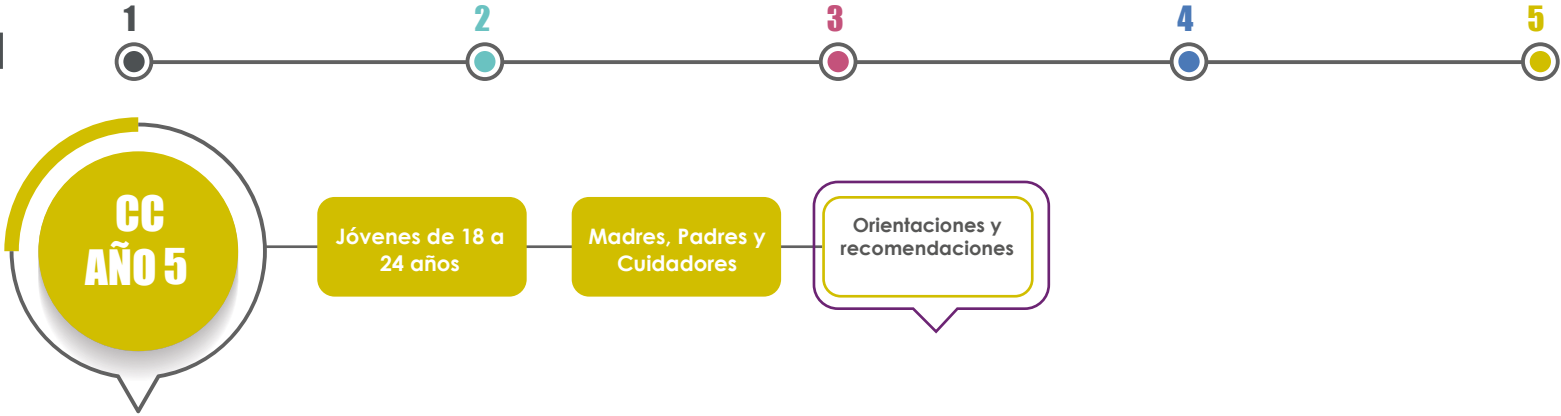 1 2 3 4 5
CC
AÑO 5
Jóvenes de 18 a
24 años
Madres, Padres y
Cuidadores
Orientaciones y
recomendaciones